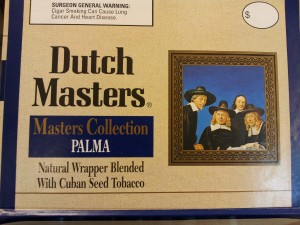 SURGEON GENERAL WARNING:
Cigar Smoking Can Cause Lung
Cancer And Heart Disease.
$
Dutch
Masters®
Masters Collection
PALMA
Natural Wrapper Blended
With Cuban Seed Tobacco